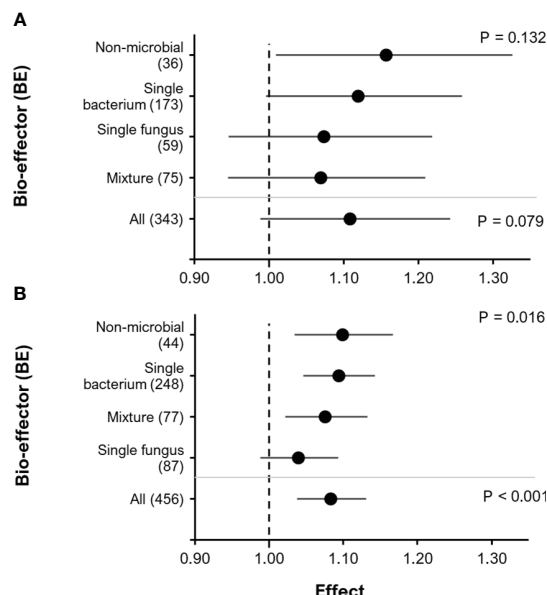 A
Non-microbial
(36)
P = 0.132
Single
bacterium (173)
Single fungus
(59)
Mixture (75)
All (343)
P = 0.079
Bio-effector (BE)
0.90 1.00 1.10 1.20 1.30
B
Non-microbial
(44)
P = 0.016
Single
bacterium (248)
Mixture (77)
Single fungus
(87)
All (456)
P < 0.001
Bio-effector (BE)
0.90 1.00 1.10 1.20 1.30
Effect